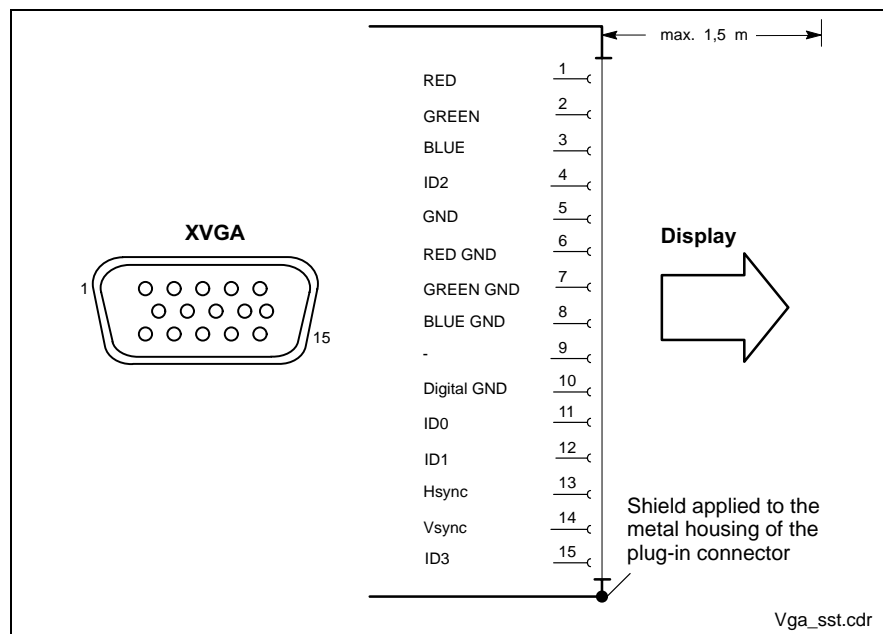 max. 1,5 m
RED 1
GREEN 2
BLUE 3
ID2 4
GND 5
XVGA
RED GND 6
Display
GREEN GND 7
1
BLUE GND 8
15
- 9
Digital GND 10
ID0 11
ID1 12
Hsync 13
Vsync 14
ID3 15
Shield applied to the
metal housing of the
plug-in connector
Vga_sst.cdr